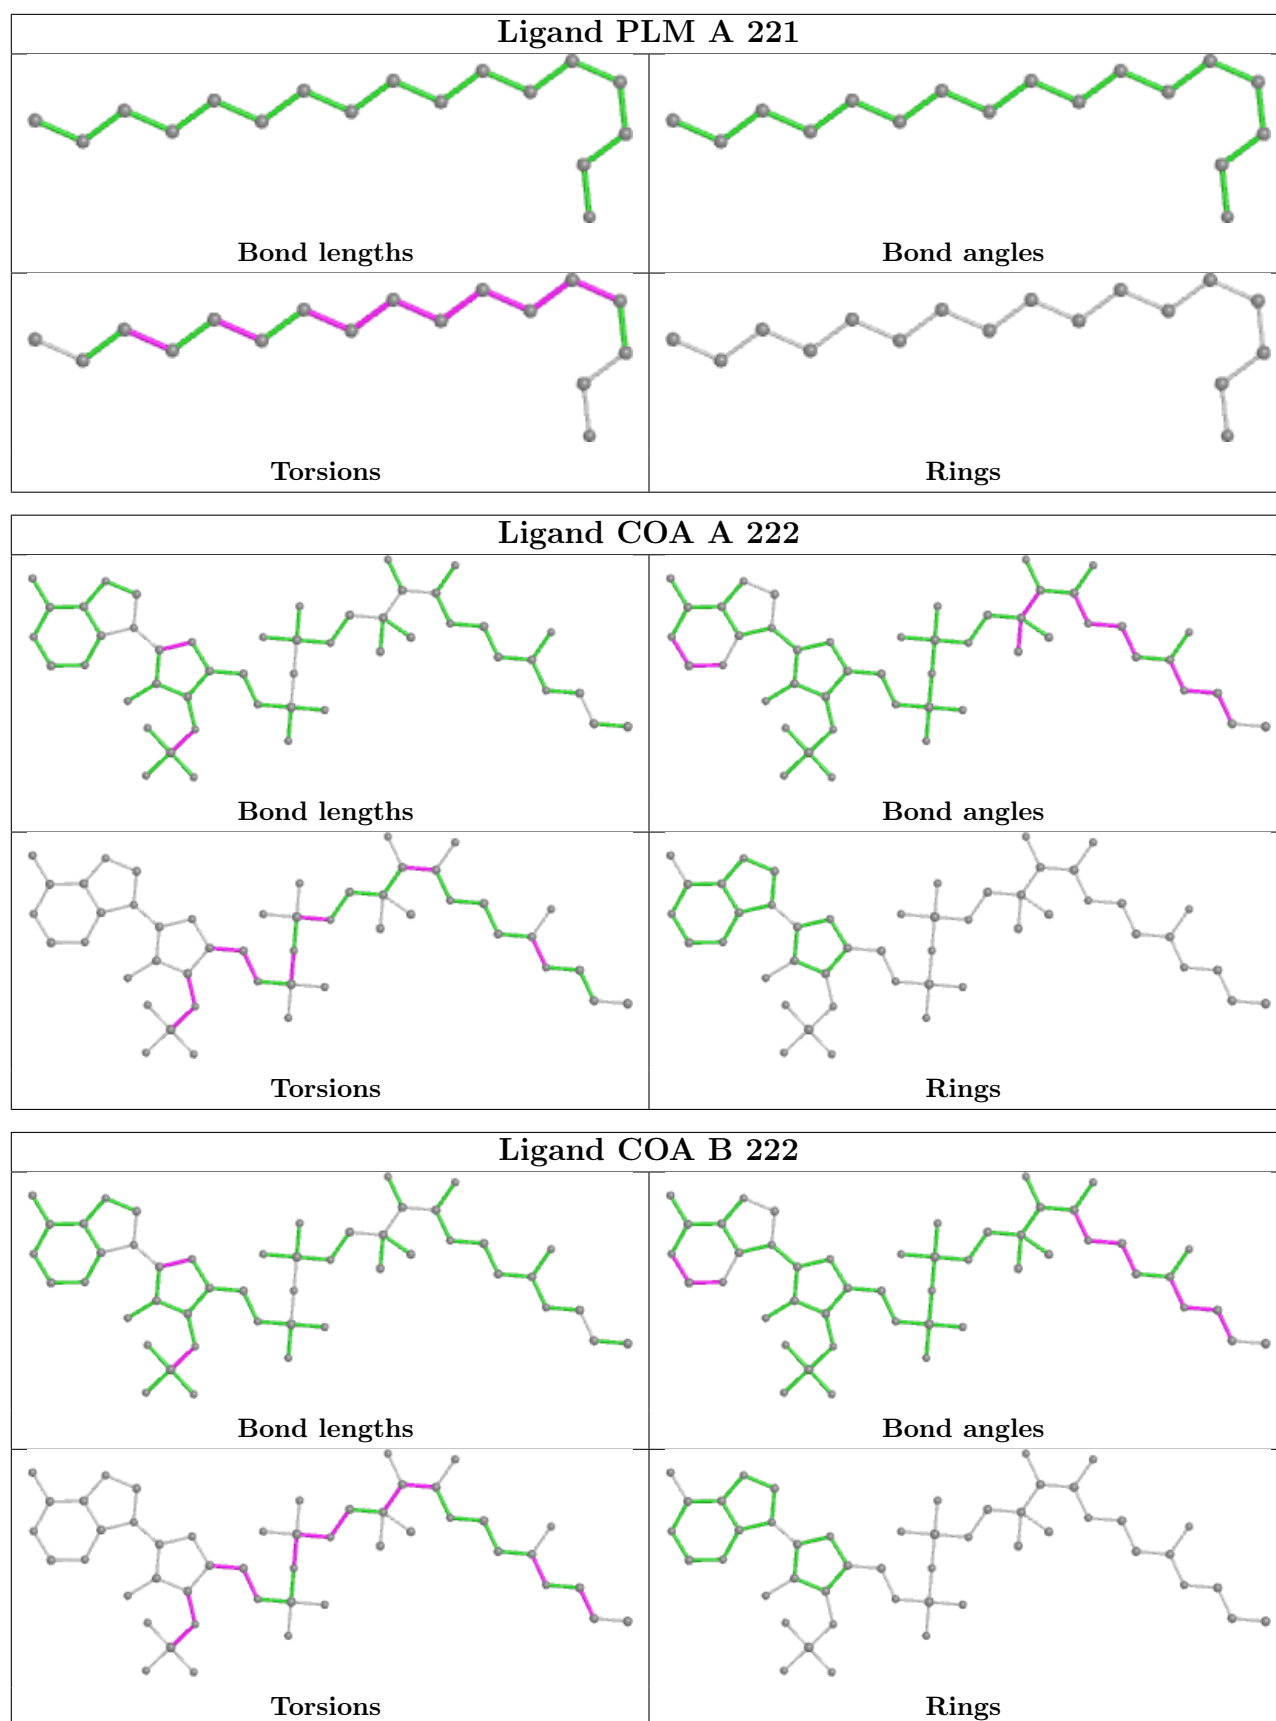 Ligand PLM A 221
Bond lengths
Bond angles
Torsions
Rings
Ligand COA A 222
Bond lengths
Bond angles
Torsions
Rings
Ligand COA B 222
Bond lengths
Bond angles
Torsions
Rings